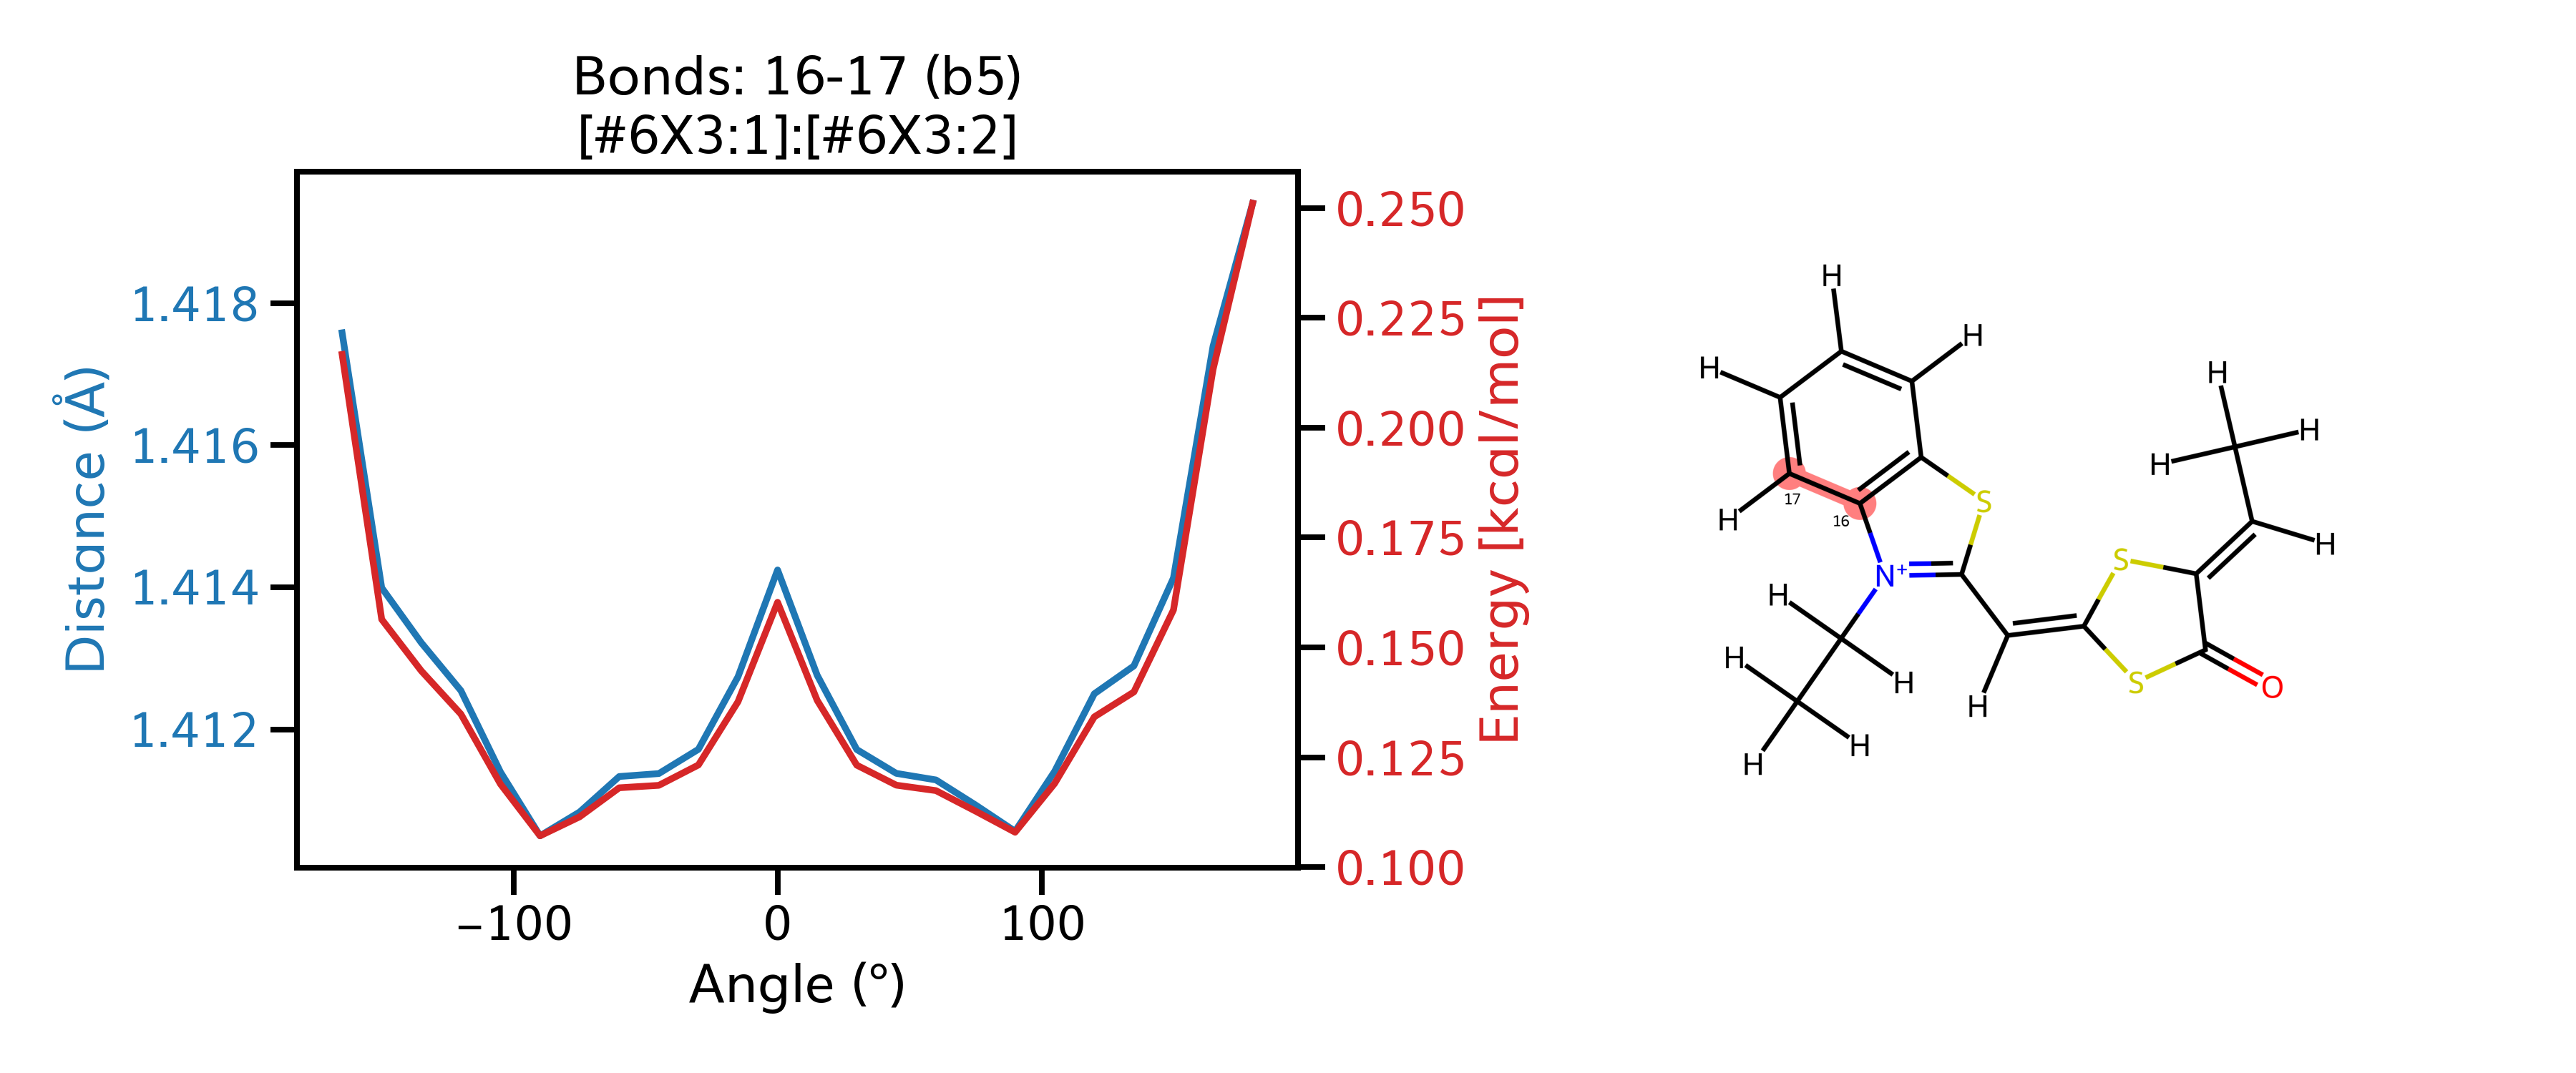 Bonds: 16-17 (b5)
[#6X3:1]:[#6X3:2]
Distance (Å)
1.418
1.416
1.414
1.412
0.250
0.225
0.200
0.175
0.150
0.125
0.100
Energy [kcal/mol]
−100
0
100
Angle (°)
H
H
H
H
H
H
H
17
16
S
H
H
S
N+
H
H
H
S
O
H
H
H